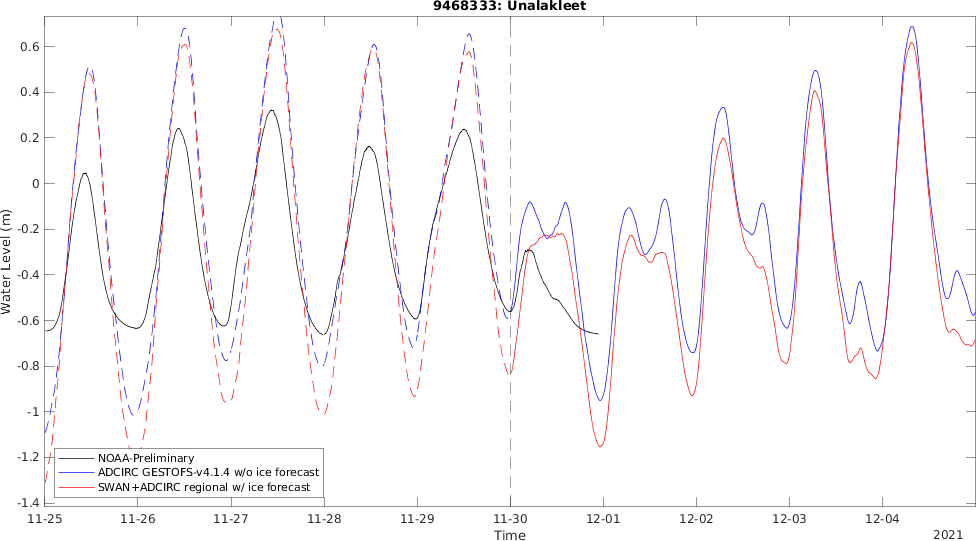 9468333: Unalakleet
0.6
0.4
0.2
0
-0.2
-0.4
-0.6
-0.8
-1
-1.2
-1.4
Water Level (m)
NOAA-Preliminary
ADCIRC GESTOFS-v4.1.4 w/o ice forecast
SWAN+ADCIRC regional w/ ice forecast
11-25 11-26 11-27 11-28 11-29 11-30 12-01 12-02 12-03 12-04
Time
2021